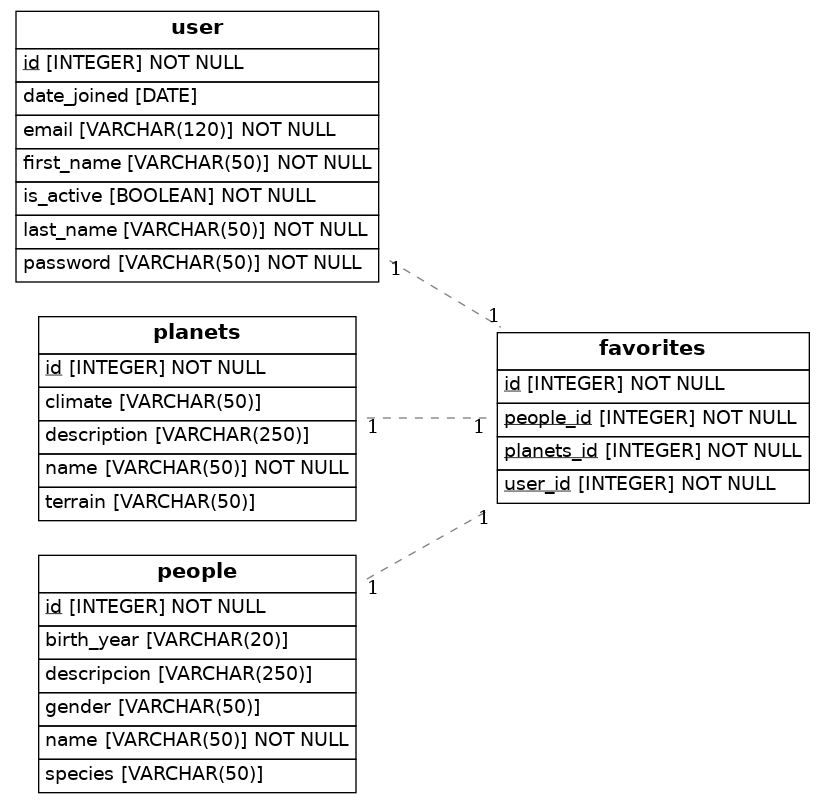 user
id [INTEGER] NOT NULL
date_joined [DATE]
email [VARCHAR(120)] NOT NULL
first_name [VARCHAR(50)] NOT NULL
is_active [BOOLEAN] NOT NULL
last_name [VARCHAR(50)] NOT NULL
password [VARCHAR(50)] NOT NULL
1
1
planets
id [INTEGER] NOT NULL
climate [VARCHAR(50)]
description [VARCHAR(250)]
name [VARCHAR(50)] NOT NULL
terrain [VARCHAR(50)]
1
1
favorites
id [INTEGER] NOT NULL
people_id [INTEGER] NOT NULL
planets_id [INTEGER] NOT NULL
user_id [INTEGER] NOT NULL
1
1
people
id [INTEGER] NOT NULL
birth_year [VARCHAR(20)]
descripcion [VARCHAR(250)]
gender [VARCHAR(50)]
name [VARCHAR(50)] NOT NULL
species [VARCHAR(50)]